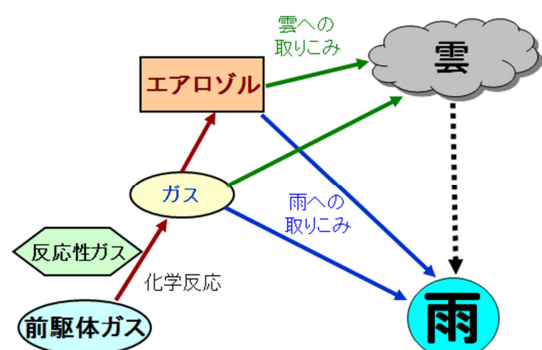 雲への
取りこみ
雲
エアロゾル
ガス
雨への
取りこみ
反応性ガス
化学反応
前駆体ガス
雨